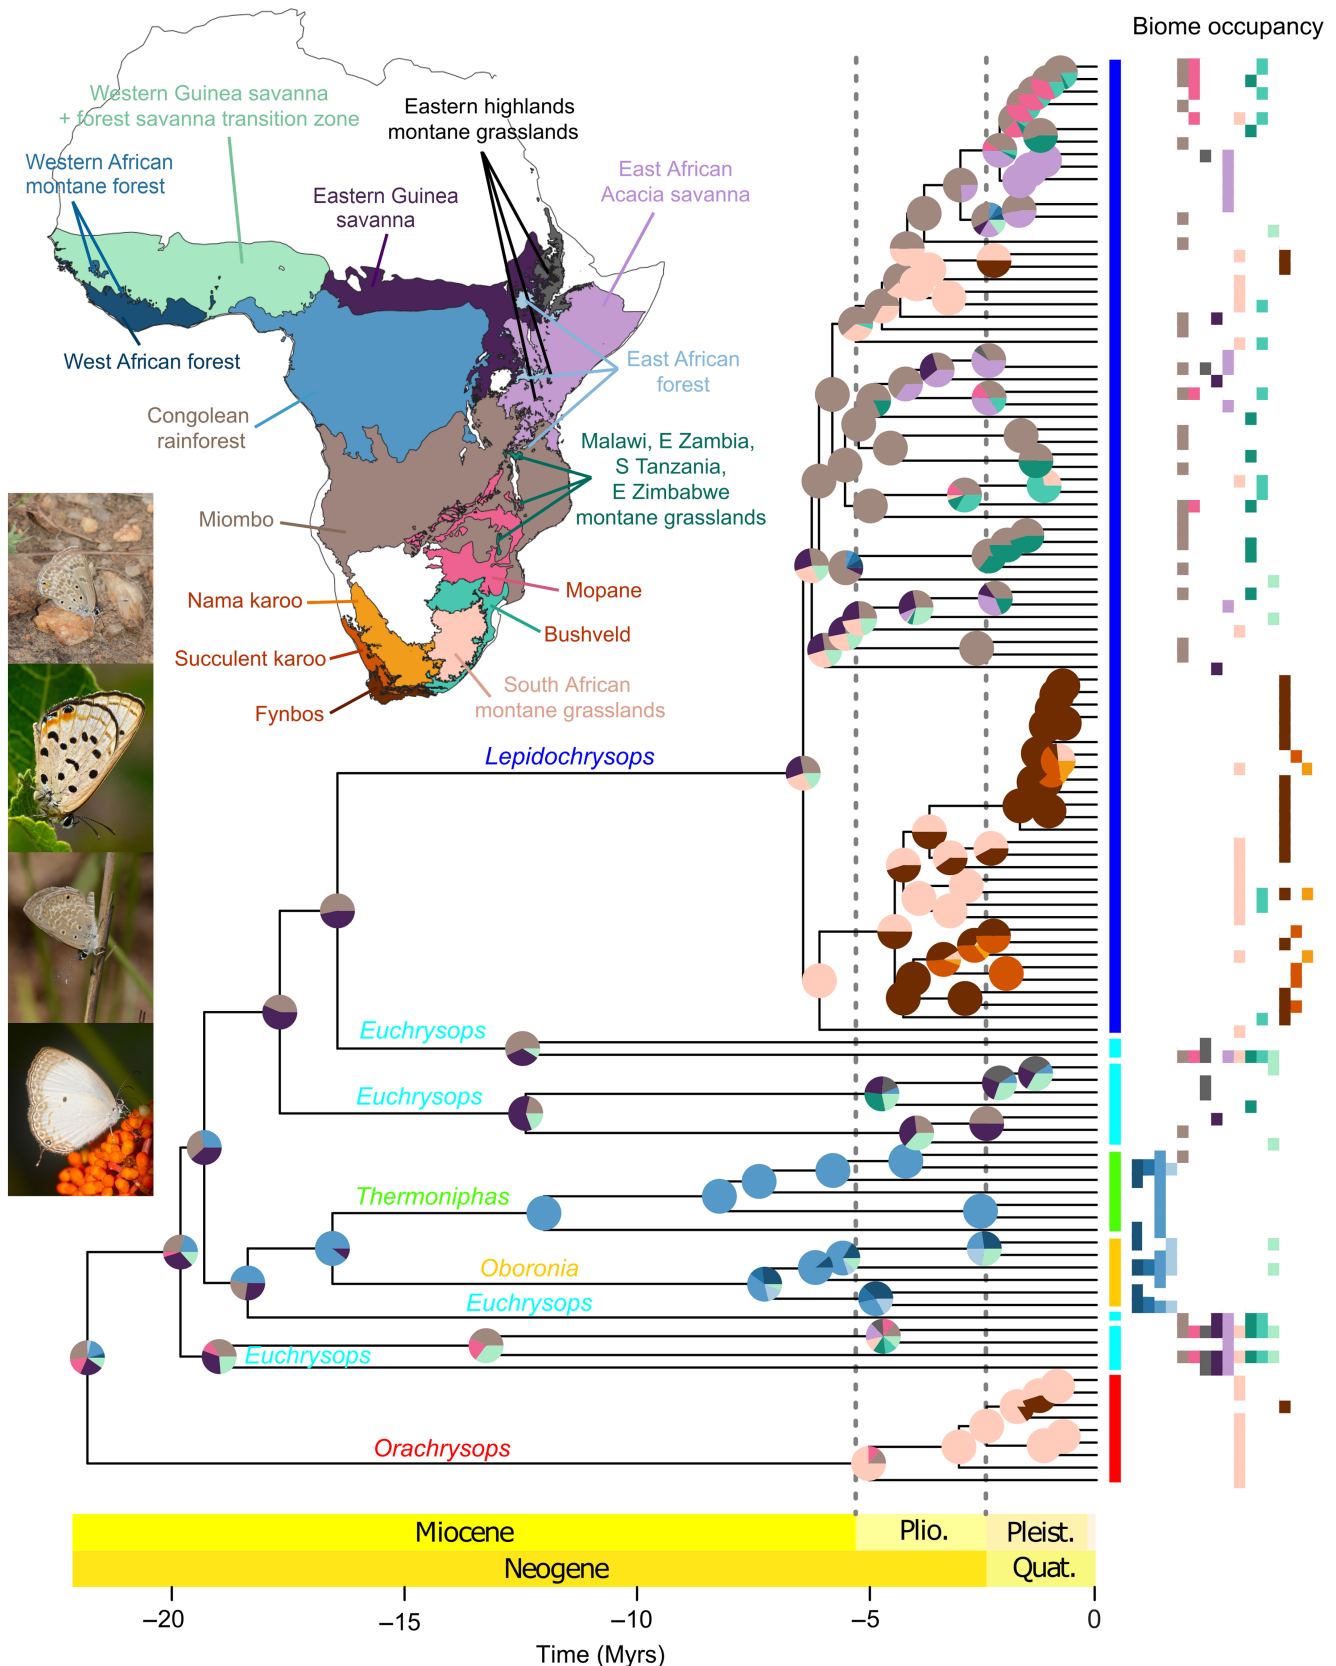 Biome occupancy
Western Guinea savanna
+ forest savanna transition zone
Eastern highlands
montane grasslands
Western African
montane forest
East African
Acacia savanna
Eastern Guinea
savanna
West African forest
East African
forest
Congolean
rainforest
Malawi, E Zambia,
S Tanzania,
E Zimbabwe
montane grasslands
Miombo
Nama karoo
Mopane
Bushveld
Succulent karoo
South African
montane grasslands
Fynbos
Lepidochrysops
Euchrysops
Euchrysops
Thermoniphas
Oboronia
Euchrysops
Euchrysops
Orachrysops
Miocene
Plio.
Pleist.
Neogene
Quat.
−20
−15
−10
−5
0
Time (Myrs)